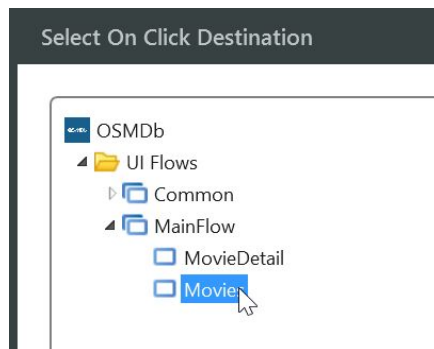 Select On Click Destination
OSMDb
UI Flows
Common
MainFlow
MovieDetail
Movies